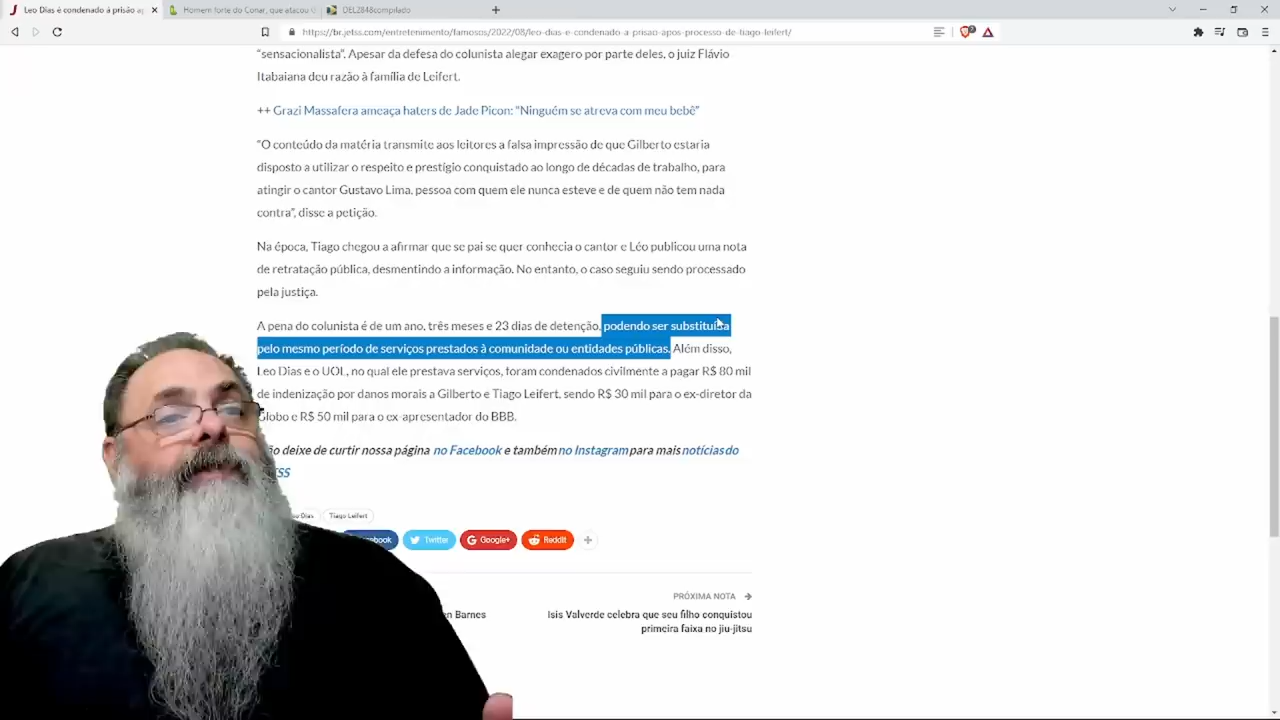 Leo Dias é condenado à prisão ap
Homem forte do Conar, que atacou
DEL2848compilado
https://br.jetss.com/entretenimento/famosos/2022/08/leo-dias-e-condenado-a-prisao-apos-processo-de-tiago-leifert/
“sensacionalista”. Apesar da defesa do colunista alegar exagero por parte deles, o juiz Flávio
Itabaiana deu razão à família de Leifert.
++ Grazi Massafera ameaça haters de Jade Picon: “Ninguém se atreva com meu bebê”
“O conteúdo da matéria transmite aos leitores a falsa impressão de que Gilberto estaria
disposto a utilizar o respeito e prestígio conquistado ao longo de décadas de trabalho, para
atingir o cantor Gustavo Lima, pessoa com quem ele nunca esteve e de quem não tem nada
contra”, disse a petição.
Na época, Tiago chegou a afirmar que se pai se quer conhecia o cantor e Léo publicou uma nota
de retratação pública, desmentindo a informação. No entanto, o caso seguiu sendo processado
pela justiça.
A pena do colunista é de um ano, três meses e 23 dias de detenção, podendo ser substituída
pelo mesmo período de serviços prestados à comunidade ou entidades públicas. Além disso,
Leo Dias e o UOL, no qual ele prestava serviços, foram condenados civilmente a pagar R$ 80 mil
de indenização por danos morais a Gilberto e Tiago Leifert, sendo R$ 30 mil para o ex-diretor da
Globo e R$ 50 mil para o ex-apresentador do BBB.
ão deixe de curtir nossa página no Facebook e também no Instagram para mais notícias do
SS
Dias Tiago Leifert
book Twitter Google+ ReddIt
PRÓXIMA NOTA
en Barnes
Isis Valverde celebra que seu filho conquistou
primeira faixa no jiu-jitsu